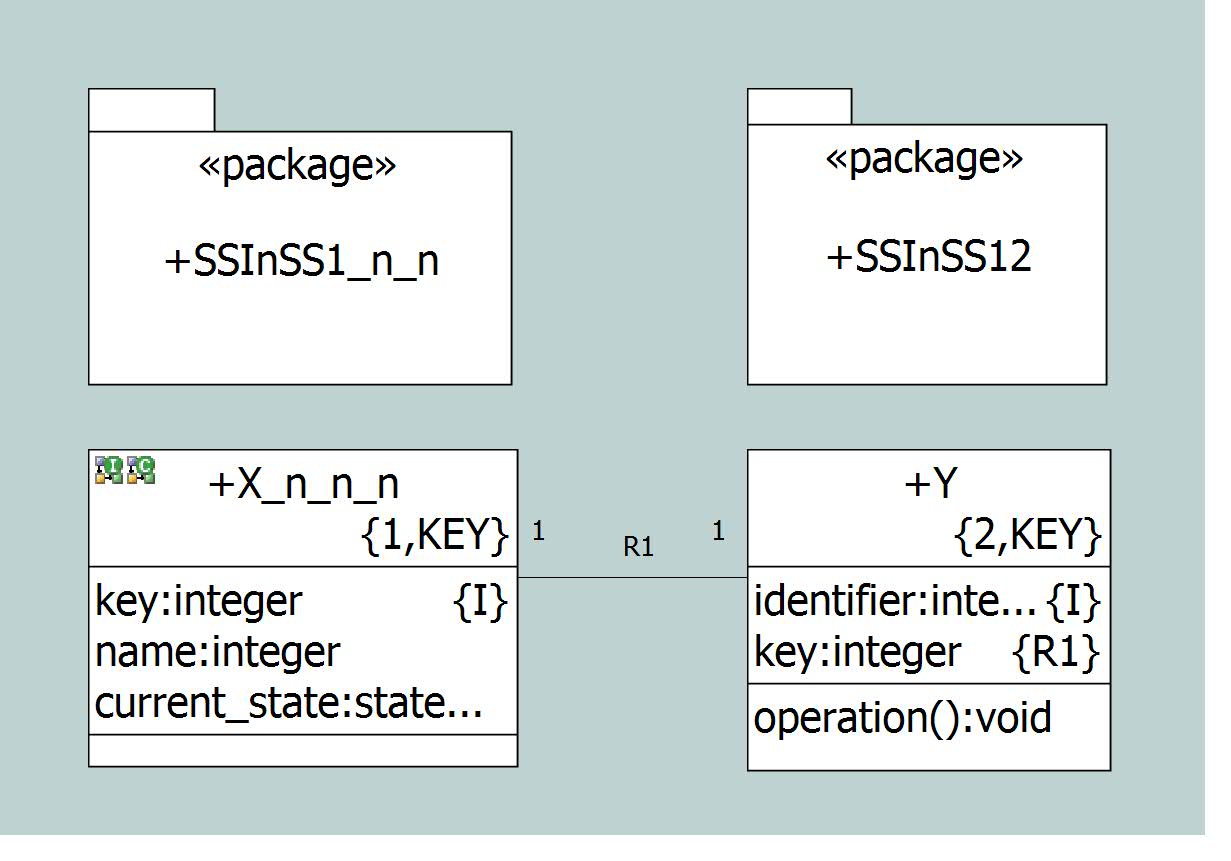 «package»
+SSInSS1_n_n
«package»
+SSInSS12
+X_n_n_n
{1,KEY}
key:integer {I}
name:integer
current_state:state...
1 R1 1
+Y
{2,KEY}
identifier:inte... {I}
key:integer {R1}
operation():void